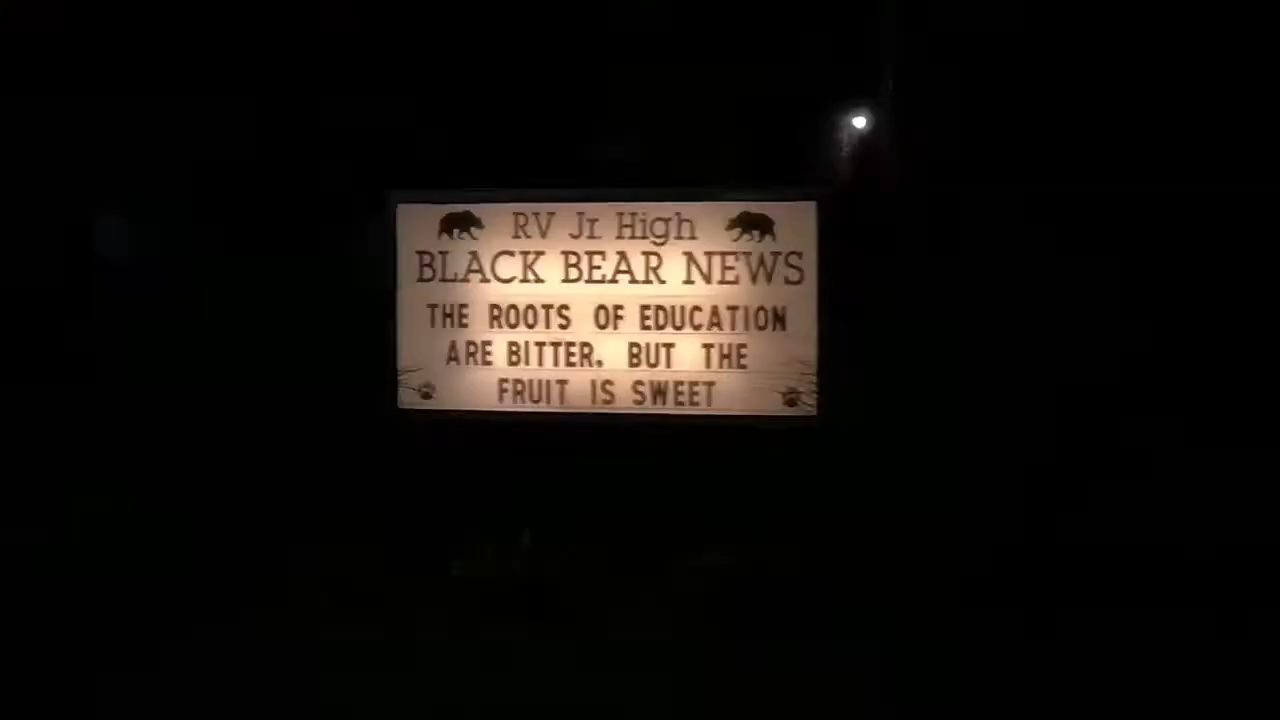 RV Jr. High
BLACK BEAR NEWS
THE ROOTS OF EDUCATION
ARE BITTER. BUT THE
FRUIT IS SWEET